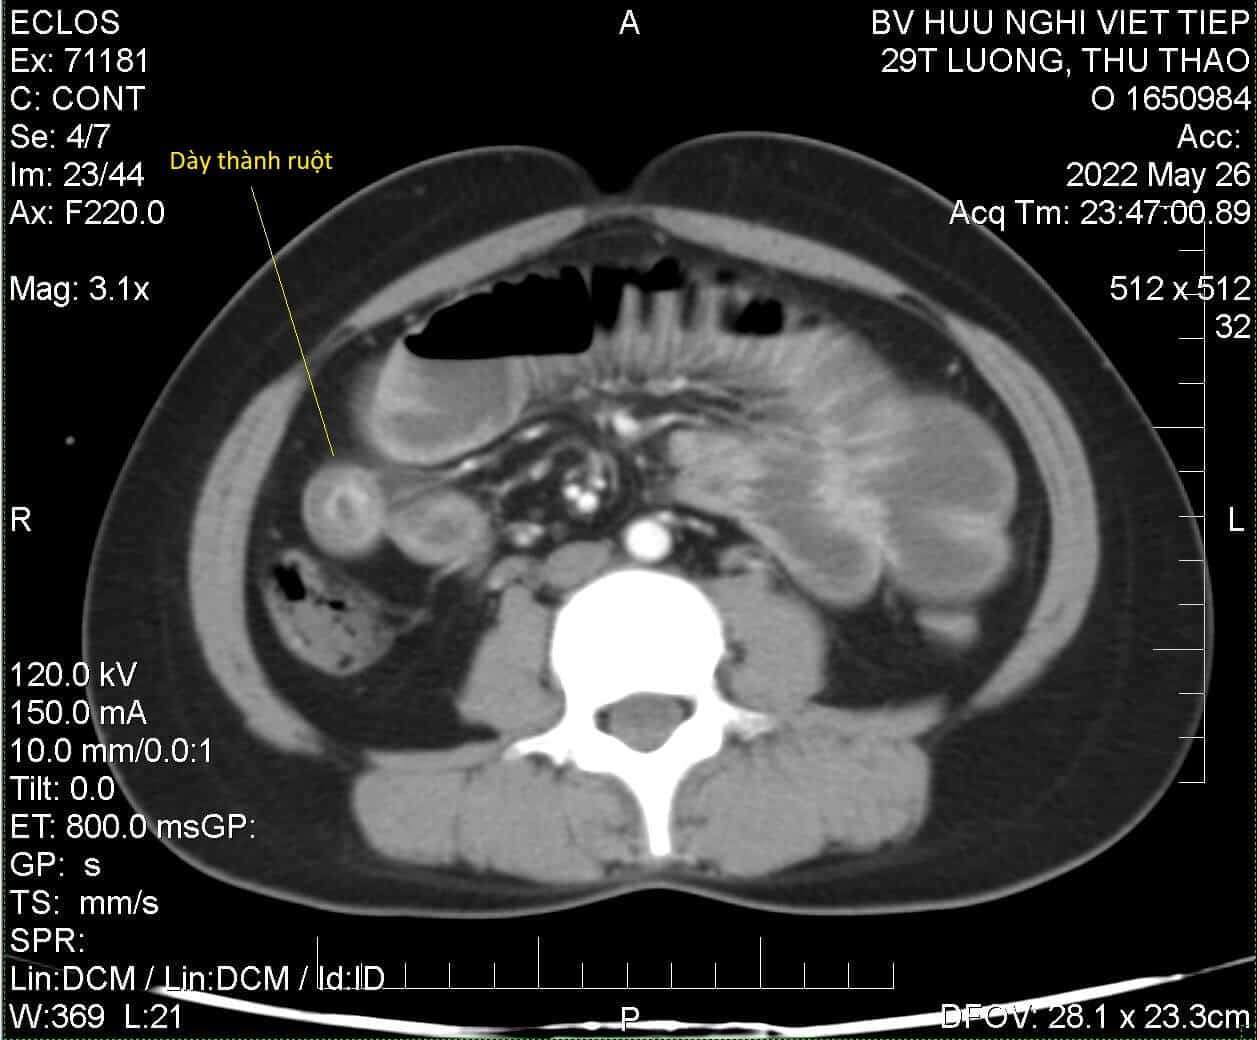 ECLOS
Ex: 71181
C: CONT
Se: 4/7
Im: 23/44
Ax: F220.0
Mag: 3.1x
A
BV HUU NGHI VIET TIEP
29T LUONG, THU THAO
O 1650984
Acc:
2022 May 26
Acq Tm: 23:47:00.89
512 x 512
32
Dày thành ruột
R
L
120.0 kV
150.0 mA
10.0 mm/0.0:1
Tilt: 0.0
ET: 800.0 msGP:
GP: s
TS: mm/s
SPR:
Lin:DCM / Lin:DCM / Id:ID
W:369 L:21
P
DFOV: 28.1 x 23.3cm